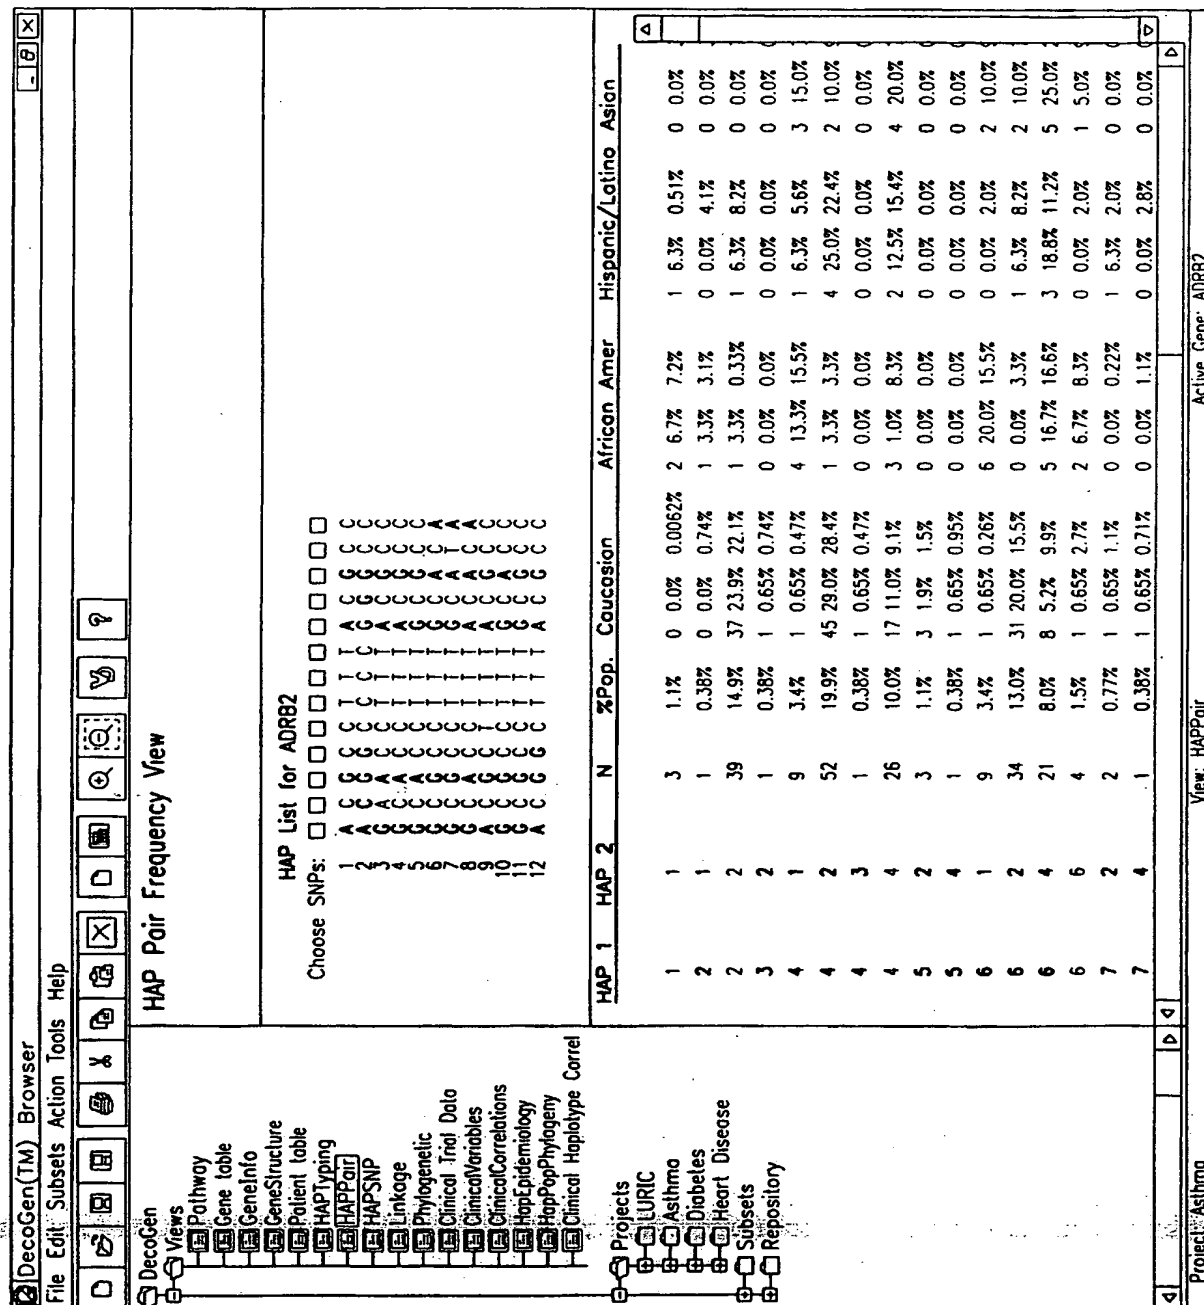 DecoGen(TM) Browser
File Edit Subsets Action Tools Help
DecoGen
Views
Pathway
Gene table
GeneInfo
GeneStructure
Patient table
HAPTyping
HAPPair
HAPSNP
Linkage
Phylogenetic
Clinical Trial Data
ClinicalVariables
ClinicalCorrelations
HapEpidemiology
HapPopPhylogeny
Clinical Haplotype Correl
Projects
LURIC
Asthma
Diabetes
Heart Disease
Subsets
Repository
HAP Pair Frequency View
HAP List for ADRB2
Choose SNPs:
1 A C G C C T T T A C G C C
2 A C G G C C C C G G G C C
3 G A A C C T T T A C G C C
4 G C A C C T T T A C G C C
5 G C A C C T T T G C G C C
6 G C G C C T T T G C A C A
7 G C G C C T T T G C A T A
8 G C A C C T T T A C A C A
9 A C G C T T T T A C G C C
10 G C G C C T T T G C A C C
11 G C G C C T T T G C G C C
12 A C G G C T T T A C G C C
HAP 1 HAP 2 N %Pop. Caucasion African Amer Hispanic/Latino Asian
1 1 3 1.1% 0 0.0% 0.0062% 2 6.7% 7.2% 1 6.3% 0.51% 0 0.0%
2 1 1 0.38% 0 0.0% 0.74% 1 3.3% 3.1% 0 0.0% 4.1% 0 0.0%
2 2 39 14.9% 37 23.9% 22.1% 1 3.3% 0.33% 1 6.3% 8.2% 0 0.0%
3 2 1 0.38% 1 0.65% 0.74% 0 0.0% 0.0% 0 0.0% 0.0% 0 0.0%
4 1 9 3.4% 1 0.65% 0.47% 4 13.3% 15.5% 1 6.3% 5.6% 3 15.0%
4 2 52 19.9% 45 29.0% 28.4% 1 3.3% 3.3% 4 25.0% 22.4% 2 10.0%
4 3 1 0.38% 1 0.65% 0.47% 0 0.0% 0.0% 0 0.0% 0.0% 0 0.0%
4 4 26 10.0% 17 11.0% 9.1% 3 1.0% 8.3% 2 12.5% 15.4% 4 20.0%
5 2 3 1.1% 3 1.9% 1.5% 0 0.0% 0.0% 0 0.0% 0.0% 0 0.0%
5 4 1 0.38% 1 0.65% 0.95% 0 0.0% 0.0% 0 0.0% 0.0% 0 0.0%
6 1 9 3.4% 1 0.65% 0.26% 6 20.0% 15.5% 0 0.0% 2.0% 2 10.0%
6 2 34 13.0% 31 20.0% 15.5% 0 0.0% 3.3% 1 6.3% 8.2% 2 10.0%
6 4 21 8.0% 8 5.2% 9.9% 5 16.7% 16.6% 3 18.8% 11.2% 5 25.0%
6 6 4 1.5% 1 0.65% 2.7% 2 6.7% 8.3% 0 0.0% 2.0% 1 5.0%
7 2 2 0.77% 1 0.65% 1.1% 0 0.0% 0.22% 1 6.3% 2.0% 0 0.0%
7 4 1 0.38% 1 0.65% 0.71% 0 0.0% 1.1% 0 0.0% 2.8% 0 0.0%
Project: Asthma View: HAPPair Active Gene: ADRB2